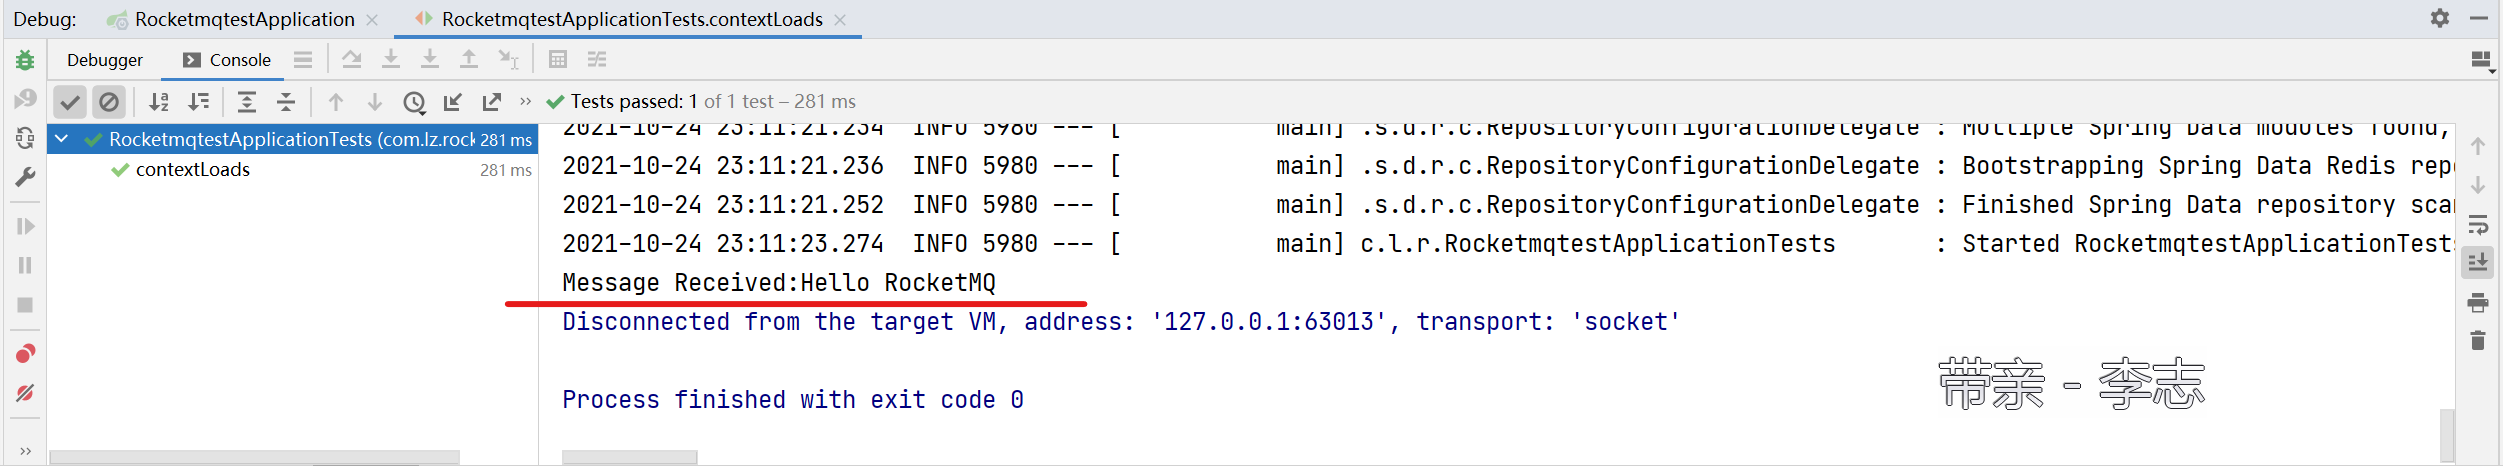 Debug: RocketmqtestApplication RocketmqtestApplicationTests.contextLoads
Debugger Console
Tests passed: 1 of 1 test – 281 ms
RocketmqtestApplicationTests (com.lz.rock 281 ms
contextLoads 281 ms
2021-10-24 23:11:21.234  INFO 5980 --- [           main] .s.d.r.c.RepositoryConfigurationDelegate : Multiple Spring Data modules found,
2021-10-24 23:11:21.236  INFO 5980 --- [           main] .s.d.r.c.RepositoryConfigurationDelegate : Bootstrapping Spring Data Redis repo
2021-10-24 23:11:21.252  INFO 5980 --- [           main] .s.d.r.c.RepositoryConfigurationDelegate : Finished Spring Data repository scan
2021-10-24 23:11:23.274  INFO 5980 --- [           main] c.l.r.RocketmqtestApplicationTests       : Started RocketmqtestApplicationTests
Message Received:Hello RocketMQ
Disconnected from the target VM, address: '127.0.0.1:63013', transport: 'socket'
Process finished with exit code 0
带亲 - 李志